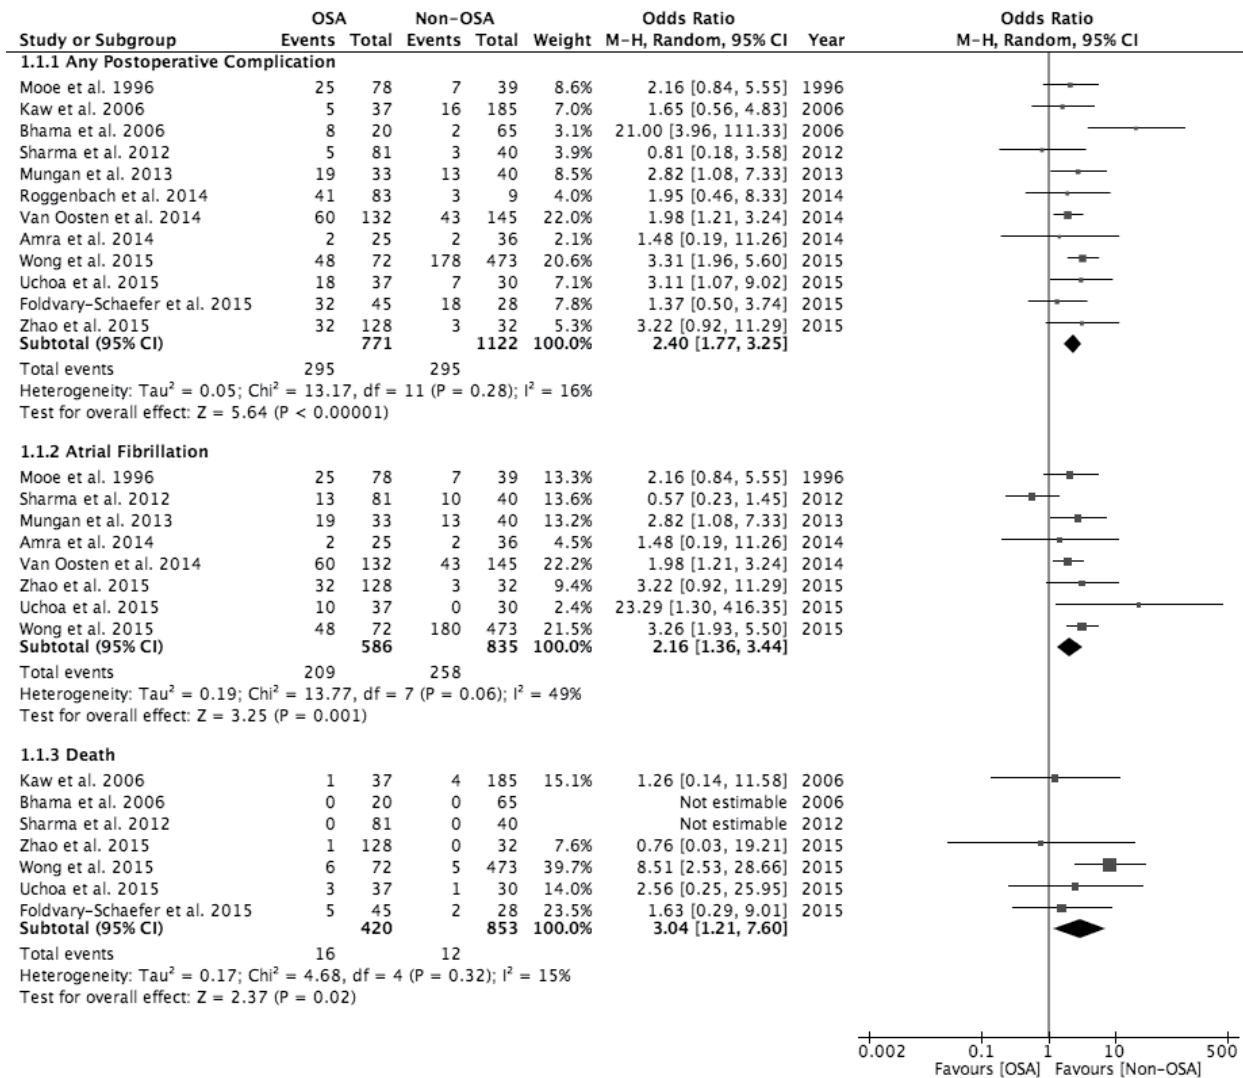 OSA Non-OSA Odds Ratio Odds Ratio
Study or Subgroup Events Total Events Total Weight M-H, Random, 95% CI Year M-H, Random, 95% CI
1.1.1 Any Postoperative Complication
Mooe et al. 1996 25 78 7 39 8.6% 2.16 [0.84, 5.55] 1996
Kaw et al. 2006 5 37 16 185 7.0% 1.65 [0.56, 4.83] 2006
Bhama et al. 2006 8 20 2 65 3.1% 21.00 [3.96, 111.33] 2006
Sharma et al. 2012 5 81 3 40 3.9% 0.81 [0.18, 3.58] 2012
Mungan et al. 2013 19 33 13 40 8.5% 2.82 [1.08, 7.33] 2013
Roggenbach et al. 2014 41 83 3 9 4.0% 1.95 [0.46, 8.33] 2014
Van Oosten et al. 2014 60 132 43 145 22.0% 1.98 [1.21, 3.24] 2014
Amra et al. 2014 2 25 2 36 2.1% 1.48 [0.19, 11.26] 2014
Wong et al. 2015 48 72 178 473 20.6% 3.31 [1.96, 5.60] 2015
Uchoa et al. 2015 18 37 7 30 7.1% 3.11 [1.07, 9.02] 2015
Foldvary-Schaefer et al. 2015 32 45 18 28 7.8% 1.37 [0.50, 3.74] 2015
Zhao et al. 2015 32 128 3 32 5.3% 3.22 [0.92, 11.29] 2015
Subtotal (95% CI) 771 1122 100.0% 2.40 [1.77, 3.25]
Total events 295 295
Heterogeneity: Tau² = 0.05; Chi² = 13.17, df = 11 (P = 0.28); I² = 16%
Test for overall effect: Z = 5.64 (P < 0.00001)
1.1.2 Atrial Fibrillation
Mooe et al. 1996 25 78 7 39 13.3% 2.16 [0.84, 5.55] 1996
Sharma et al. 2012 13 81 10 40 13.6% 0.57 [0.23, 1.45] 2012
Mungan et al. 2013 19 33 13 40 13.2% 2.82 [1.08, 7.33] 2013
Amra et al. 2014 2 25 2 36 4.5% 1.48 [0.19, 11.26] 2014
Van Oosten et al. 2014 60 132 43 145 22.2% 1.98 [1.21, 3.24] 2014
Zhao et al. 2015 32 128 3 32 9.4% 3.22 [0.92, 11.29] 2015
Uchoa et al. 2015 10 37 0 30 2.4% 23.29 [1.30, 416.35] 2015
Wong et al. 2015 48 72 180 473 21.5% 3.26 [1.93, 5.50] 2015
Subtotal (95% CI) 586 835 100.0% 2.16 [1.36, 3.44]
Total events 209 258
Heterogeneity: Tau² = 0.19; Chi² = 13.77, df = 7 (P = 0.06); I² = 49%
Test for overall effect: Z = 3.25 (P = 0.001)
1.1.3 Death
Kaw et al. 2006 1 37 4 185 15.1% 1.26 [0.14, 11.58] 2006
Bhama et al. 2006 0 20 0 65 Not estimable 2006
Sharma et al. 2012 0 81 0 40 Not estimable 2012
Zhao et al. 2015 1 128 0 32 7.6% 0.76 [0.03, 19.21] 2015
Wong et al. 2015 6 72 5 473 39.7% 8.51 [2.53, 28.66] 2015
Uchoa et al. 2015 3 37 1 30 14.0% 2.56 [0.25, 25.95] 2015
Foldvary-Schaefer et al. 2015 5 45 2 28 23.5% 1.63 [0.29, 9.01] 2015
Subtotal (95% CI) 420 853 100.0% 3.04 [1.21, 7.60]
Total events 16 12
Heterogeneity: Tau² = 0.17; Chi² = 4.68, df = 4 (P = 0.32); I² = 15%
Test for overall effect: Z = 2.37 (P = 0.02)
0.002 0.1 1 10 500
Favours [OSA] Favours [Non-OSA]